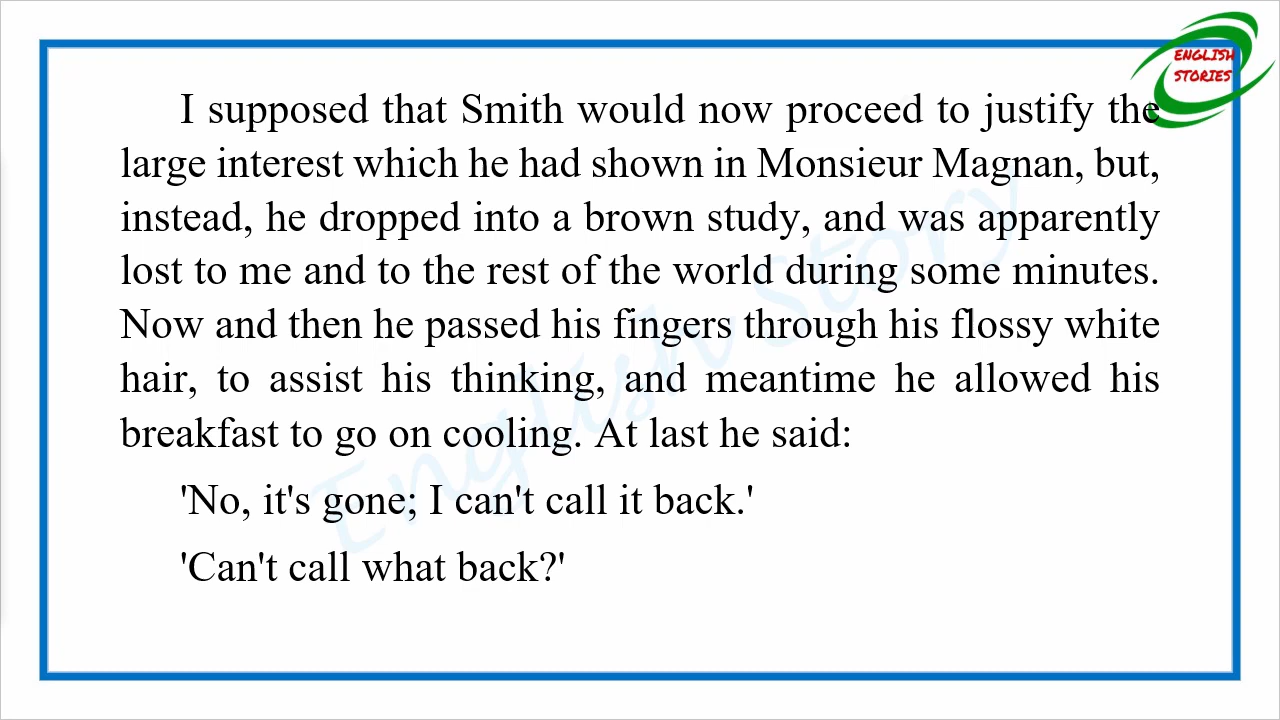 ENGLISH
STORIES
I supposed that Smith would now proceed to justify the
large interest which he had shown in Monsieur Magnan, but,
instead, he dropped into a brown study, and was apparently
lost to me and to the rest of the world during some minutes.
Now and then he passed his fingers through his flossy white
hair, to assist his thinking, and meantime he allowed his
breakfast to go on cooling. At last he said:
'No, it's gone; I can't call it back.'
'Can't call what back?'
English Story